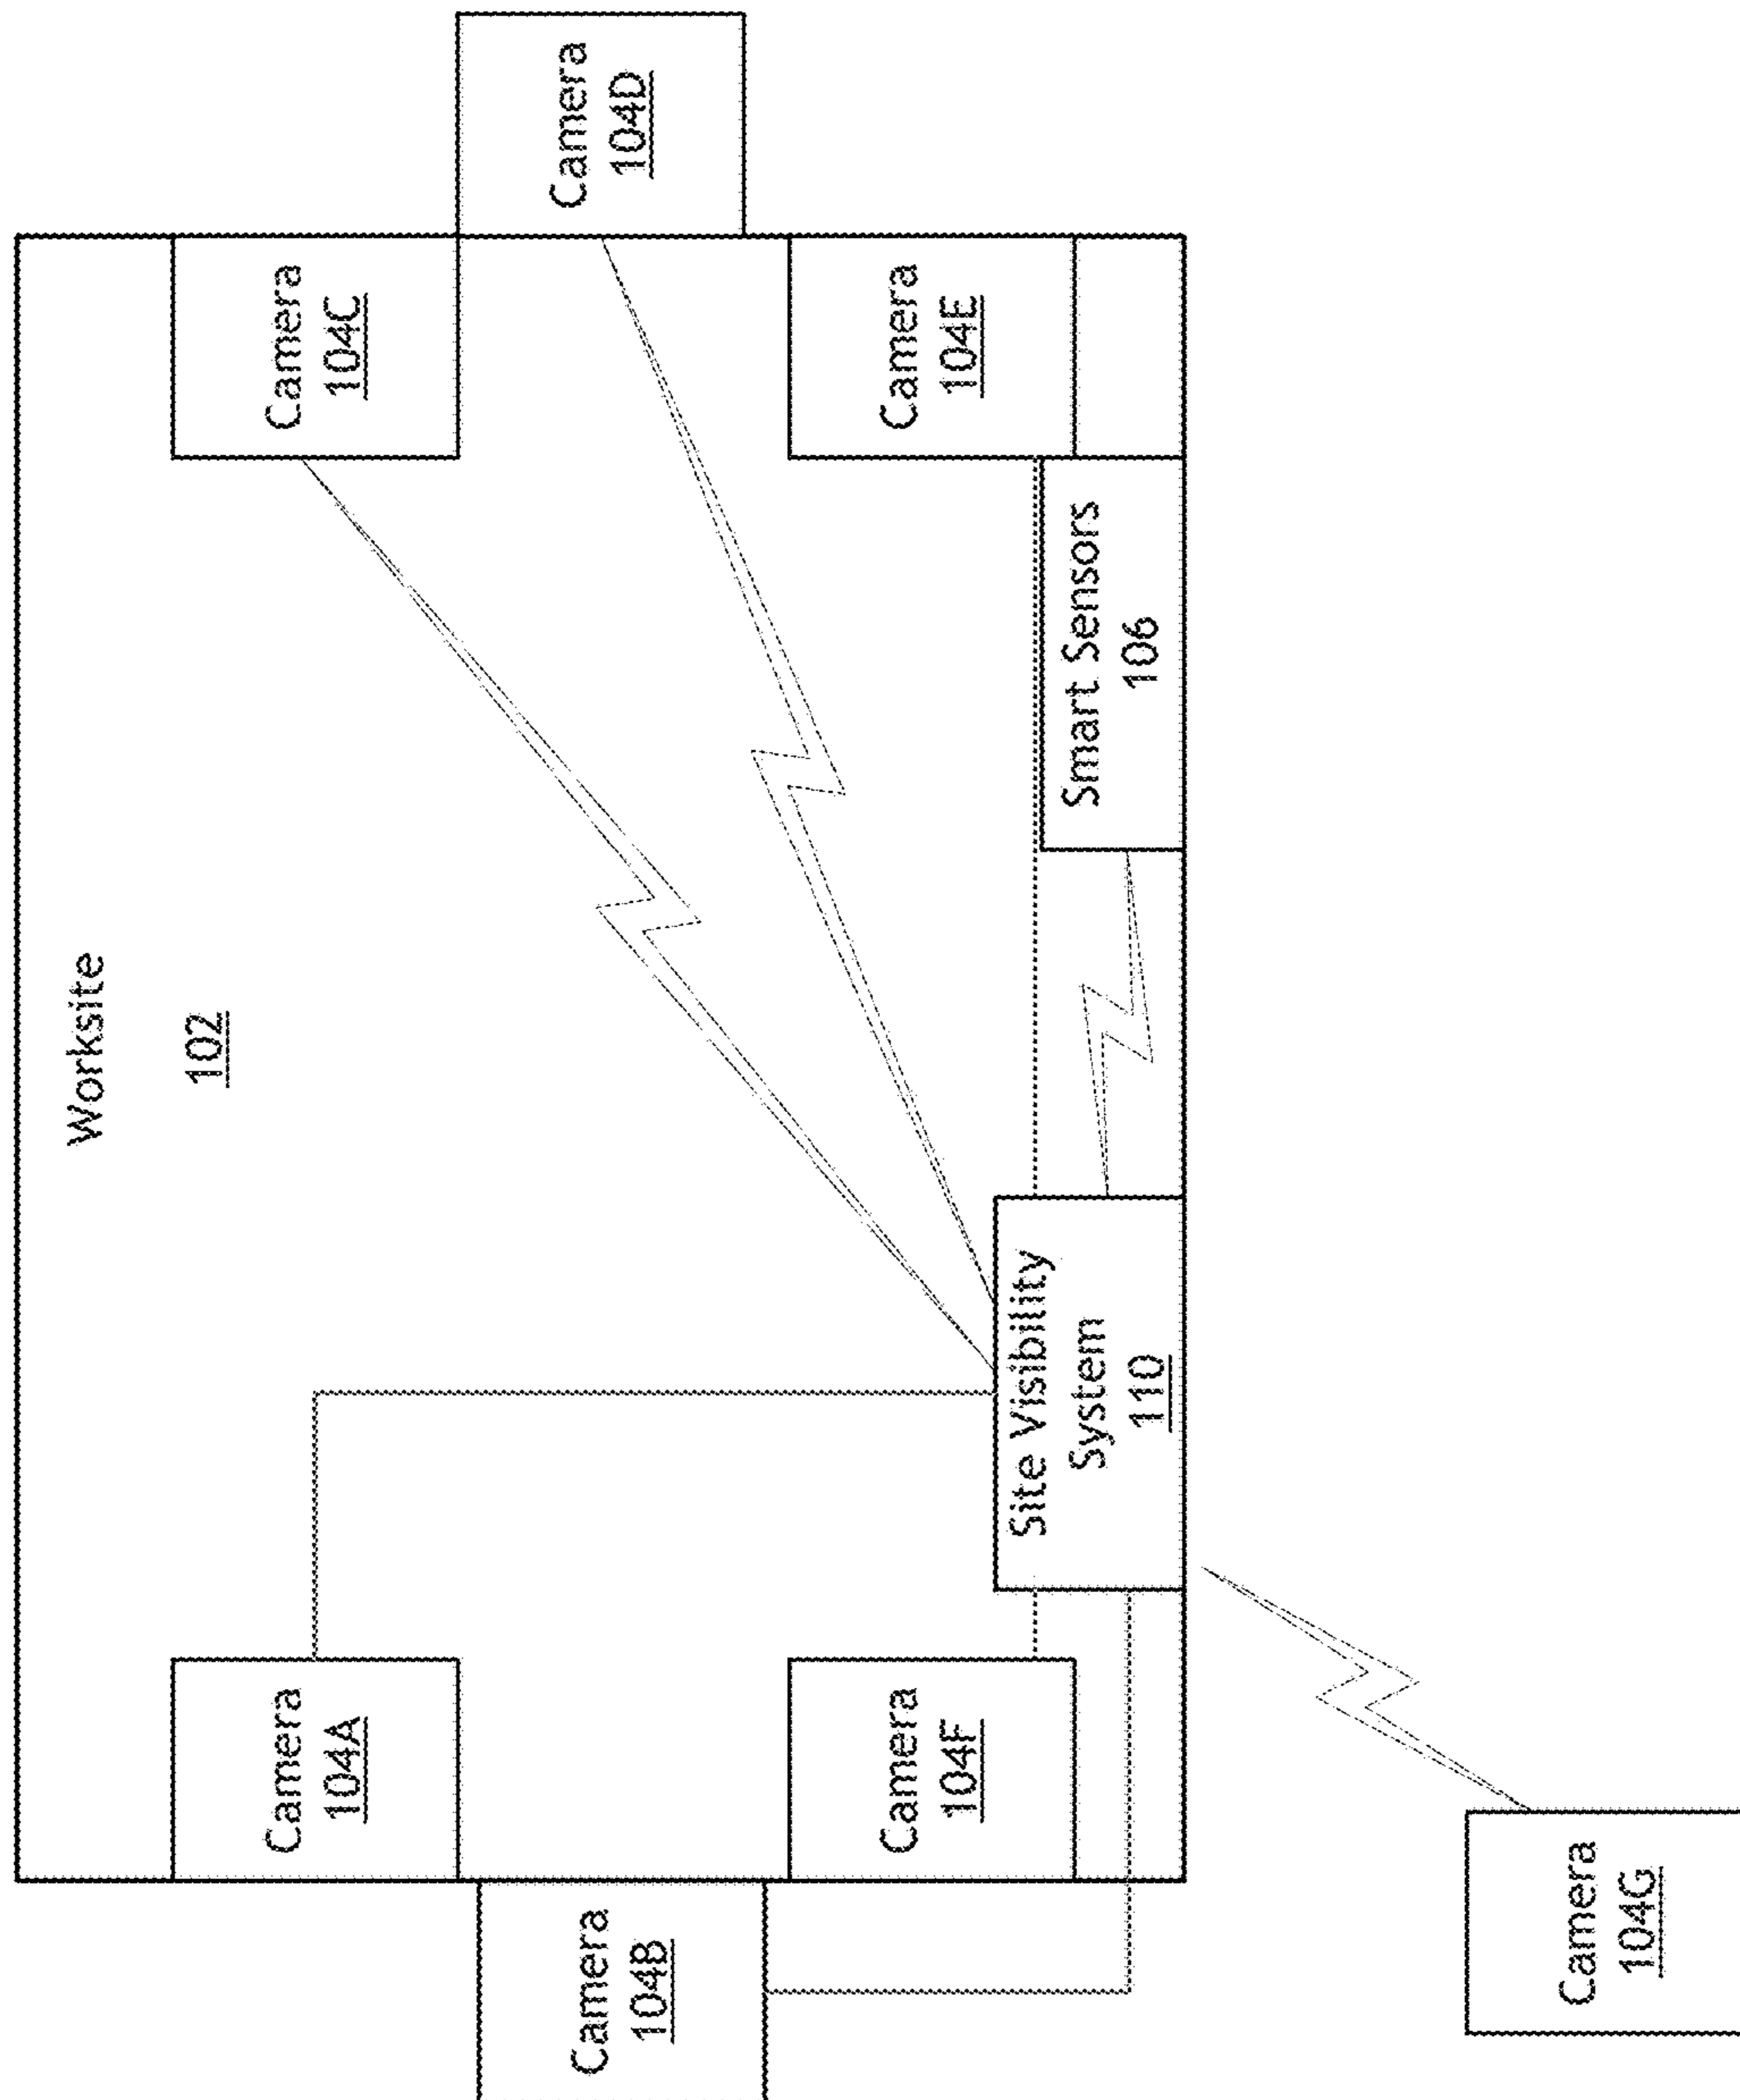 Worksite
102
Camera
104A
Camera
104C
Camera
104B
Camera
104D
Camera
104F
Camera
104E
Site Visibility
System
110
Smart Sensors
106
Camera
104G